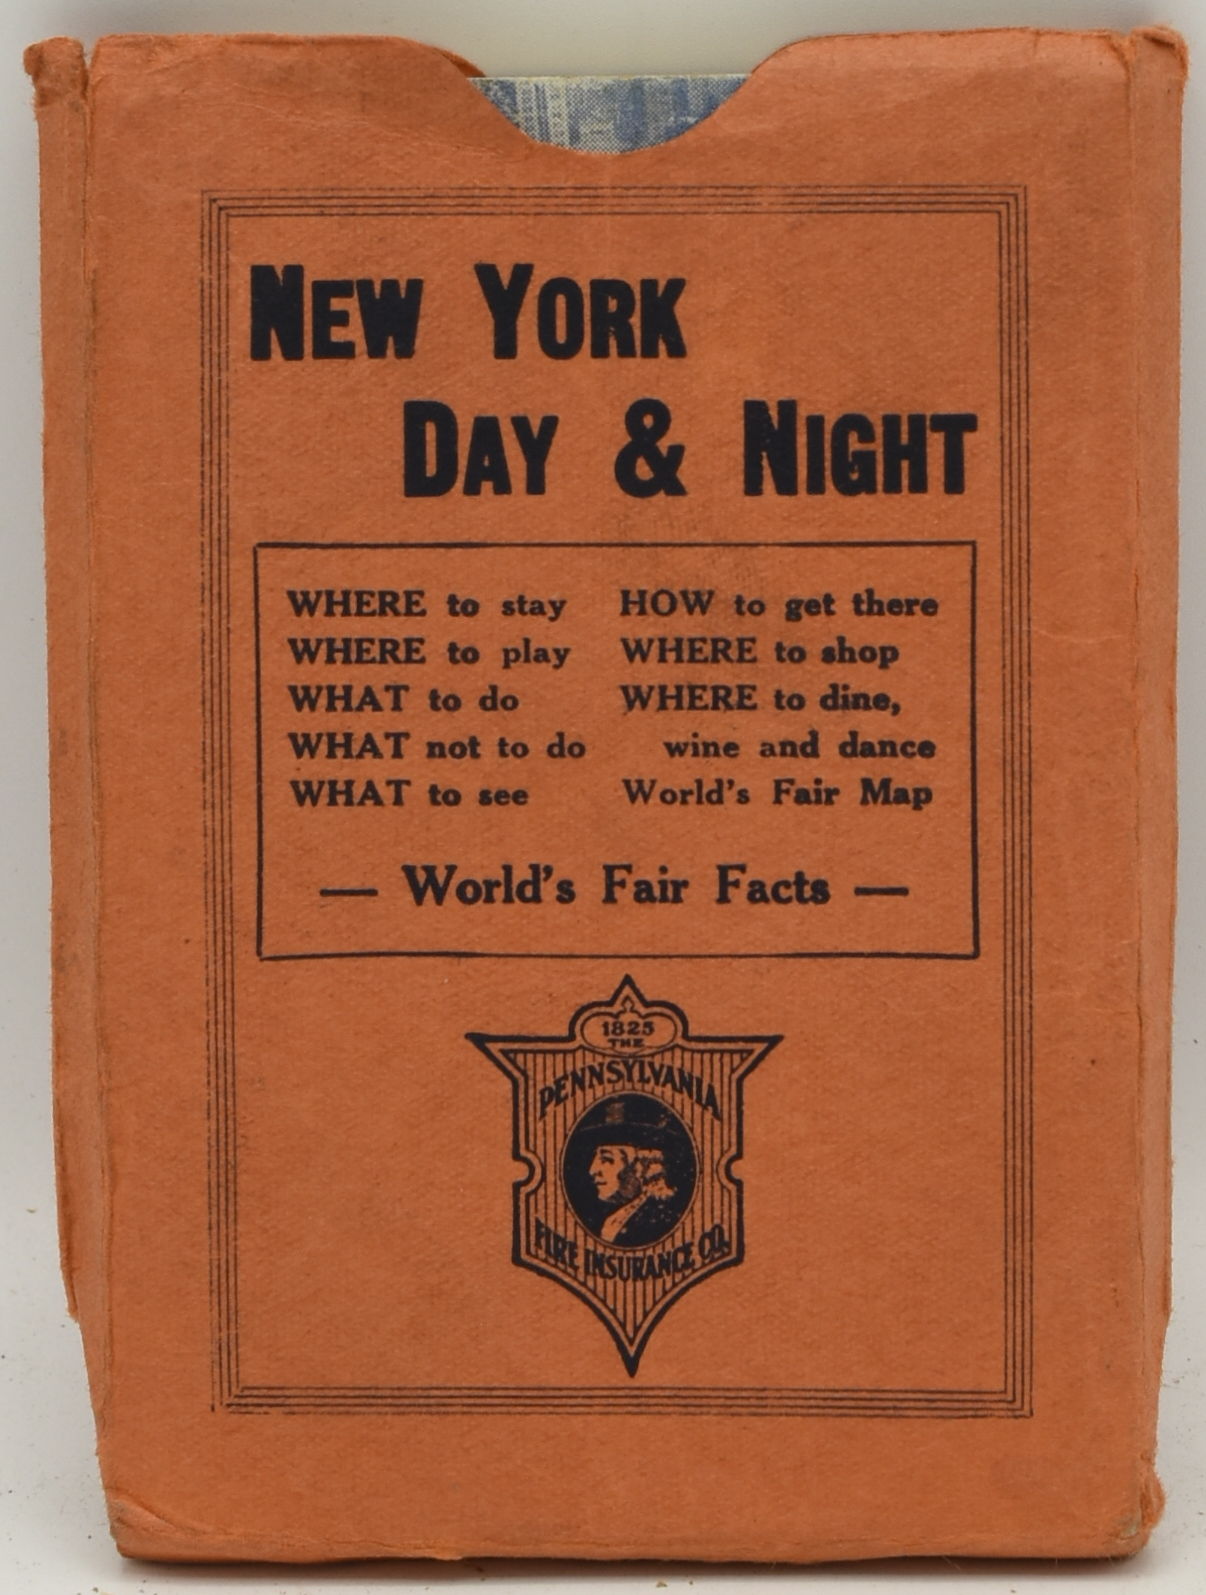 NEW YORK
DAY & NIGHT
WHERE to stay
WHERE to play
WHAT to do
WHAT not to do
WHAT to see
HOW to get there
WHERE to shop
WHERE to dine,
wine and dance
World's Fair Map
— World's Fair Facts —
1825
THE
PENNSYLVANIA
FIRE INSURANCE CO.